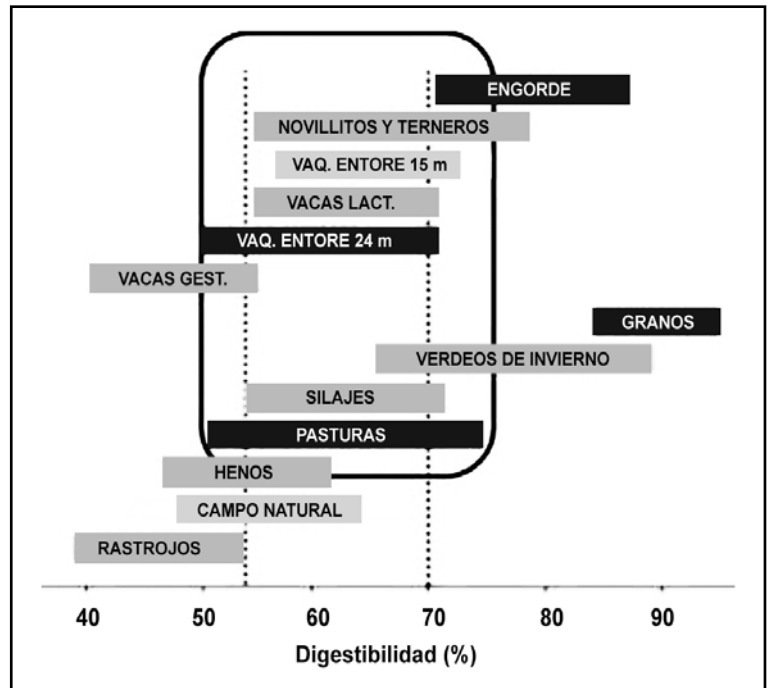 ENGORDE
NOVILLITOS Y TERNEROS
VAQ. ENTORE 15 m
VACAS LACT.
VAQ. ENTORE 24 m
VACAS GEST.
GRANOS
VERDEOS DE INVIERNO
SILAJES
PASTURAS
HENOS
CAMPO NATURAL
RASTROJOS
40 50 60 70 80 90
Digestibilidad (%)